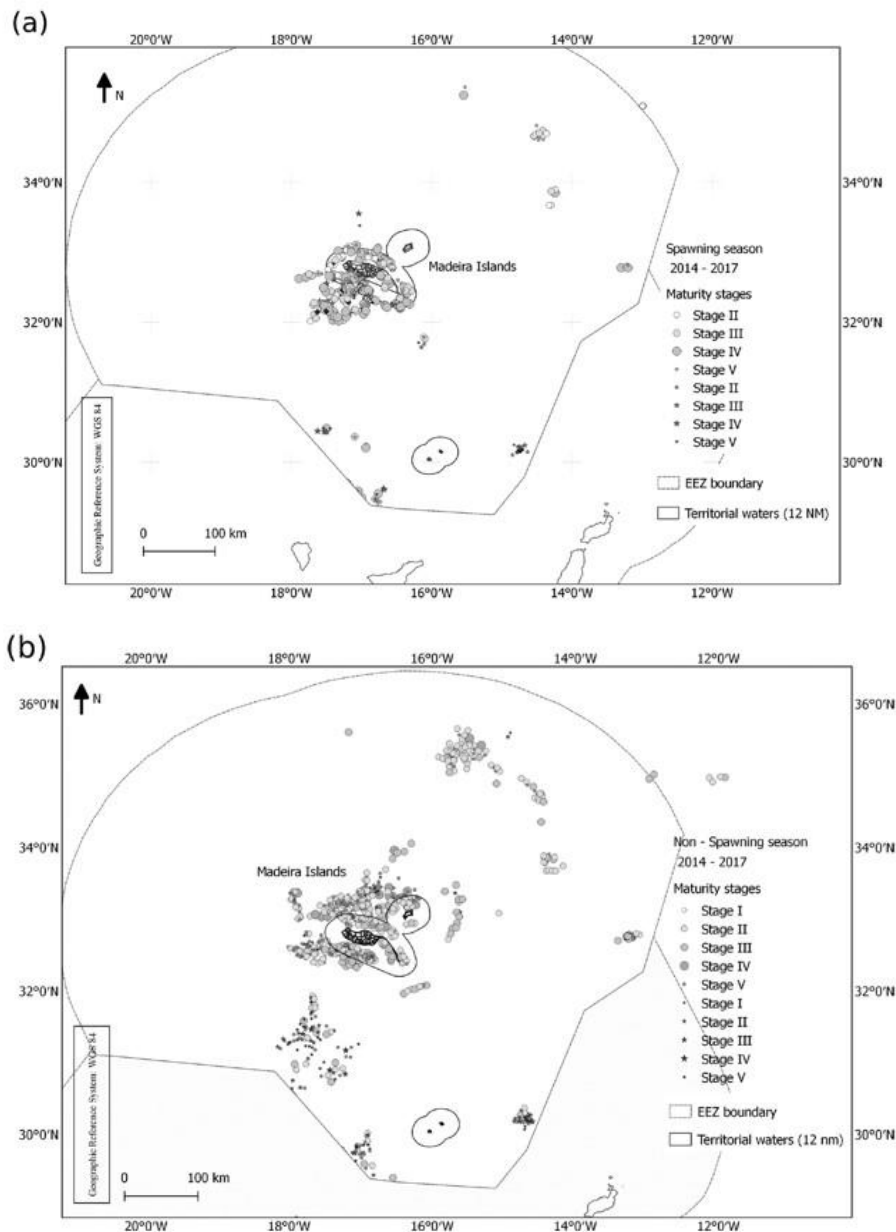 (a)
20°0'W 18°0'W 16°0'W 14°0'W 12°0'W
N
34°0'N 34°0'N
Madeira Islands
Spawning season
2014 - 2017
Maturity stages
Stage II
Stage III
Stage IV
Stage V
Stage II
Stage III
Stage IV
Stage V
32°0'N 32°0'N
30°0'N 30°0'N
EEZ boundary
Territorial waters (12 NM)
Geographic Reference System: WGS 84
0 100 km
20°0'W 18°0'W 16°0'W 14°0'W 12°0'W
(b)
20°0'W 18°0'W 16°0'W 14°0'W 12°0'W
36°0'N 36°0'N
N
34°0'N 34°0'N
Madeira Islands
Non - Spawning season
2014 - 2017
Maturity stages
Stage I
Stage II
Stage III
Stage IV
Stage V
Stage I
Stage II
Stage III
Stage IV
Stage V
32°0'N 32°0'N
30°0'N 30°0'N
EEZ boundary
Territorial waters (12 nm)
Geographic Reference System: WGS 84
0 100 km
20°0'W 18°0'W 16°0'W 14°0'W 12°0'W